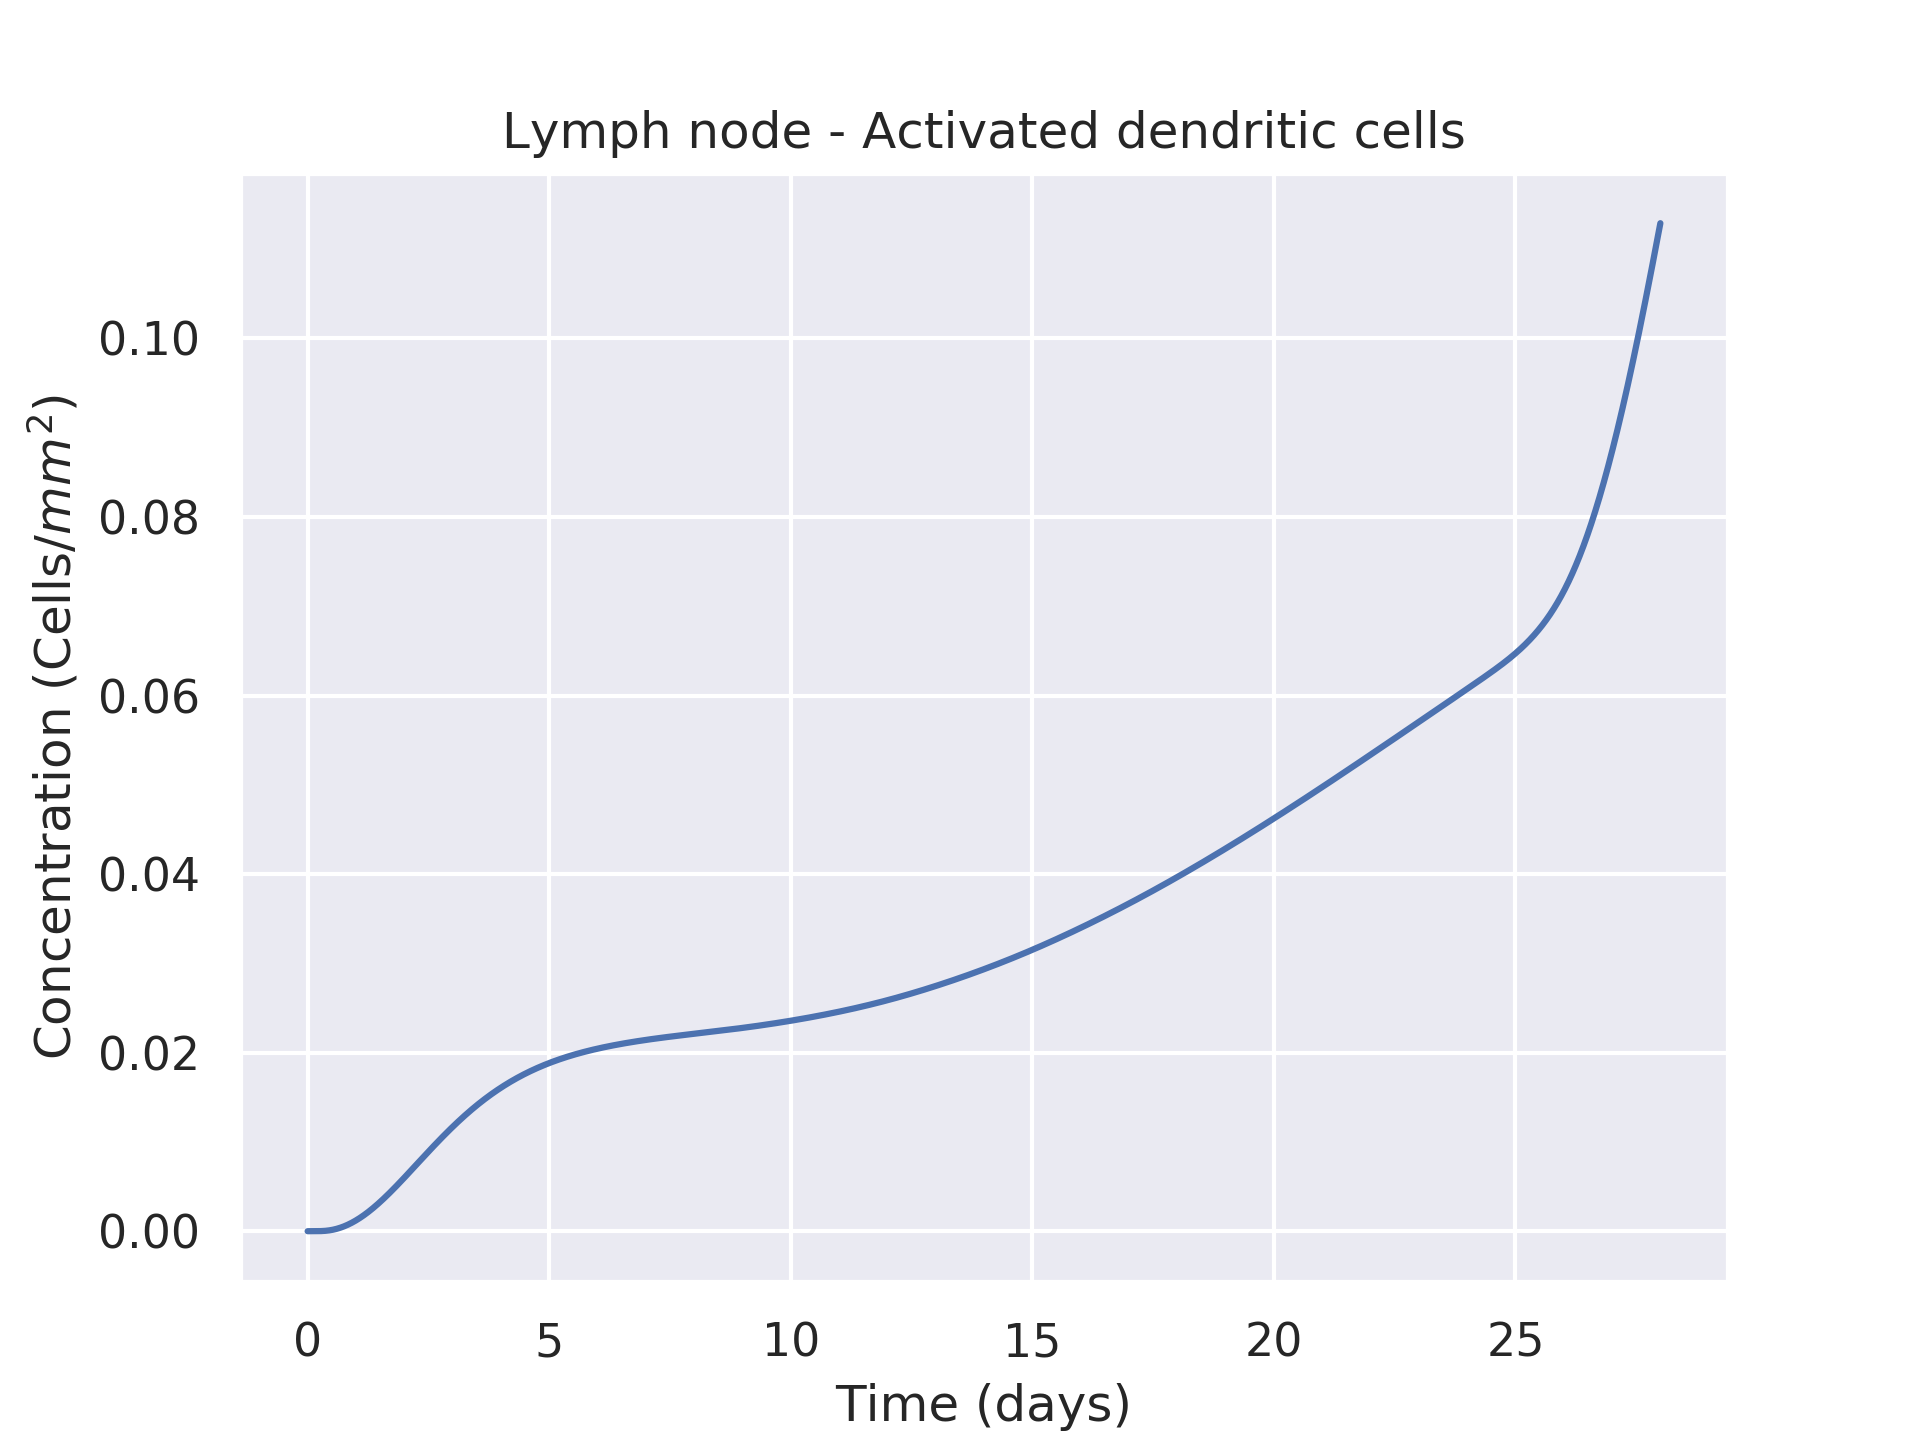 Lymph node - Activated dendritic cells
Concentration (Cells/mm²)
0.10
0.08
0.06
0.04
0.02
0.00
0 5 10 15 20 25
Time (days)